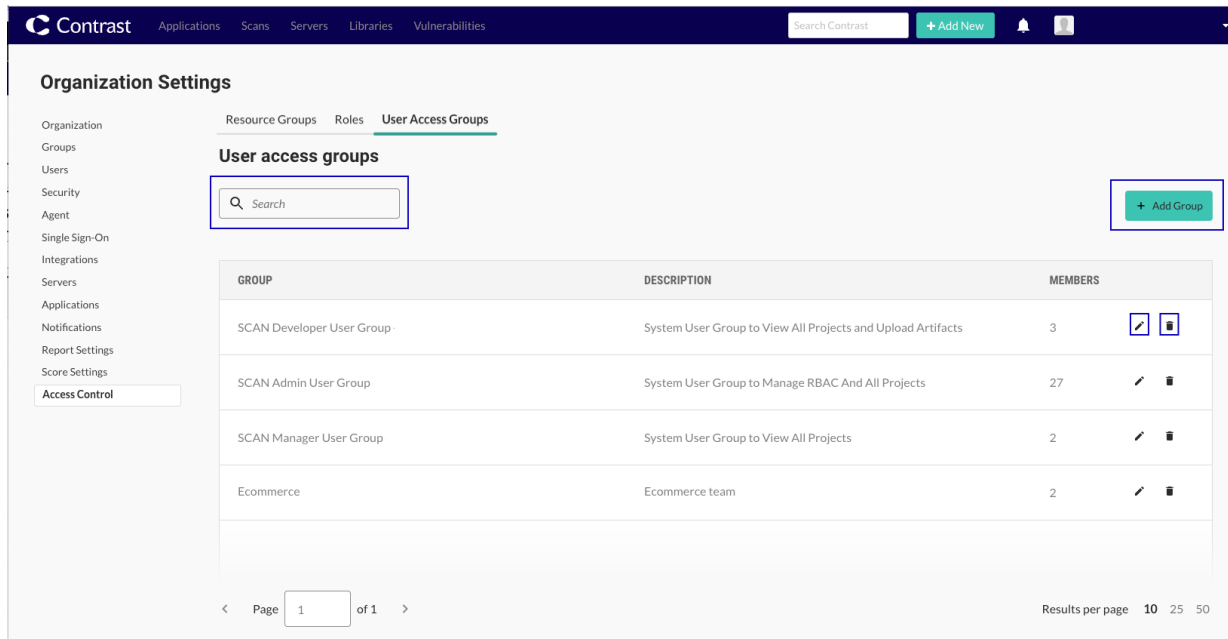 Contrast Applications Scans Servers Libraries Vulnerabilities Search Contrast + Add New
Organization Settings
Organization
Groups
Users
Security
Agent
Single Sign-On
Integrations
Servers
Applications
Notifications
Report Settings
Score Settings
Access Control
Resource Groups Roles User Access Groups
User access groups
Search
+ Add Group
GROUP DESCRIPTION MEMBERS
SCAN Developer User Group System User Group to View All Projects and Upload Artifacts 3
SCAN Admin User Group System User Group to Manage RBAC And All Projects 27
SCAN Manager User Group System User Group to View All Projects 2
Ecommerce Ecommerce team 2
< Page 1 of 1 > Results per page 10 25 50